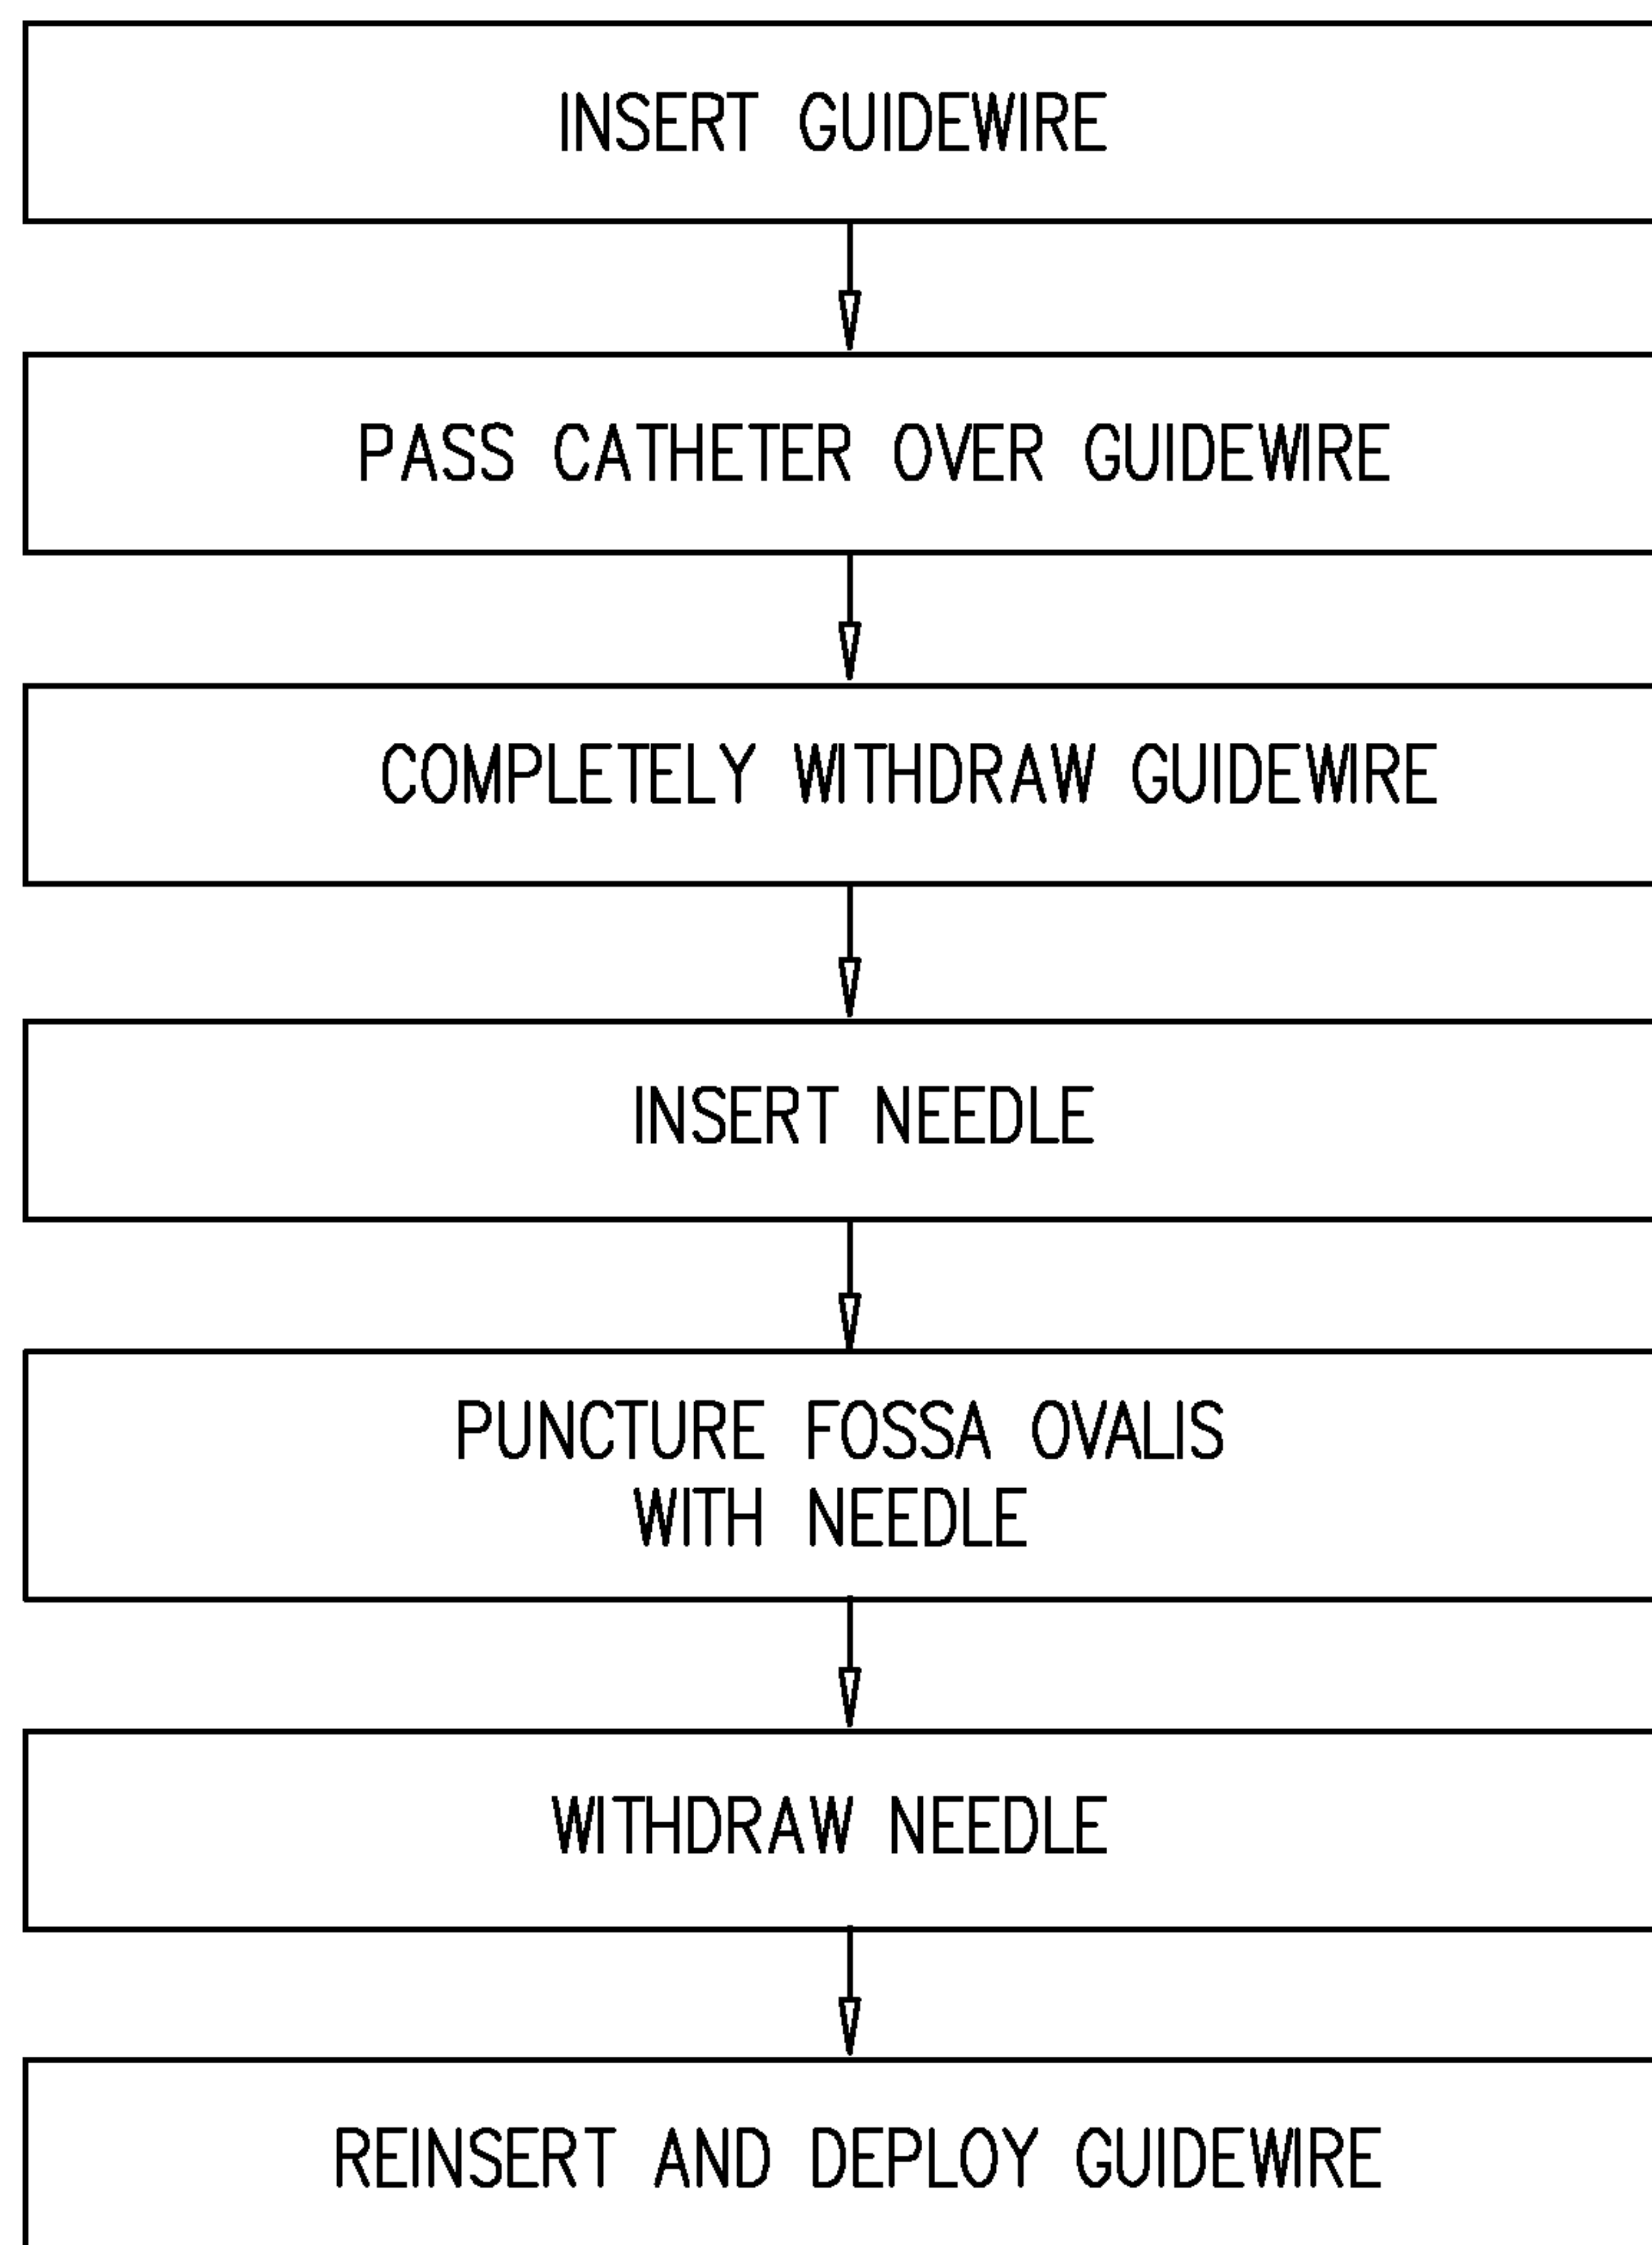 INSERT GUIDEWIRE
PASS CATHETER OVER GUIDEWIRE
COMPLETELY WITHDRAW GUIDEWIRE
INSERT NEEDLE
PUNCTURE FOSSA OVALIS
WITH NEEDLE
WITHDRAW NEEDLE
REINSERT AND DEPLOY GUIDEWIRE